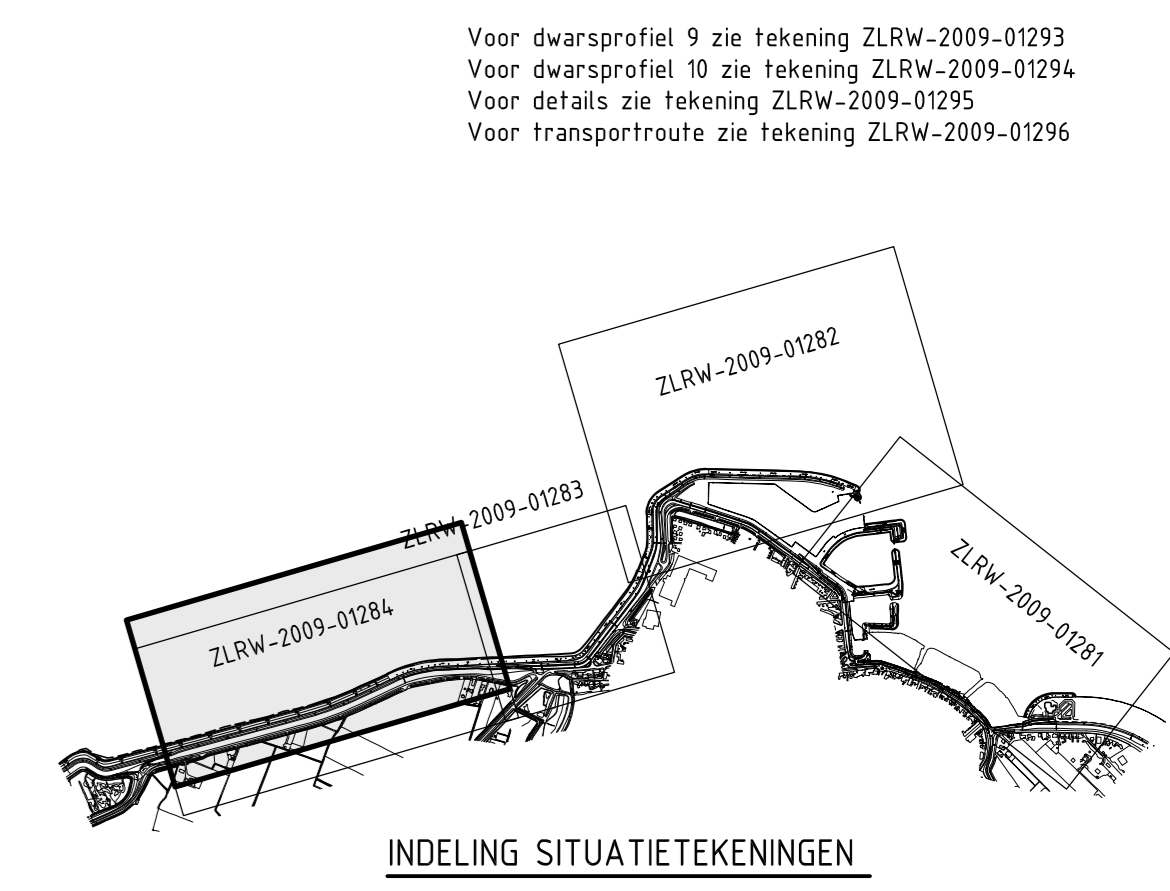 Voor dwarsprofiel 9 zie tekening ZLRW-2009-01293
Voor dwarsprofiel 10 zie tekening ZLRW-2009-01294
Voor details zie tekening ZLRW-2009-01295
Voor transportroute zie tekening ZLRW-2009-01296
ZLRW-2009-01282
ZLRW-2009-01283
ZLRW-2009-01281
ZLRW-2009-01284
INDELING SITUATIETEKENINGEN